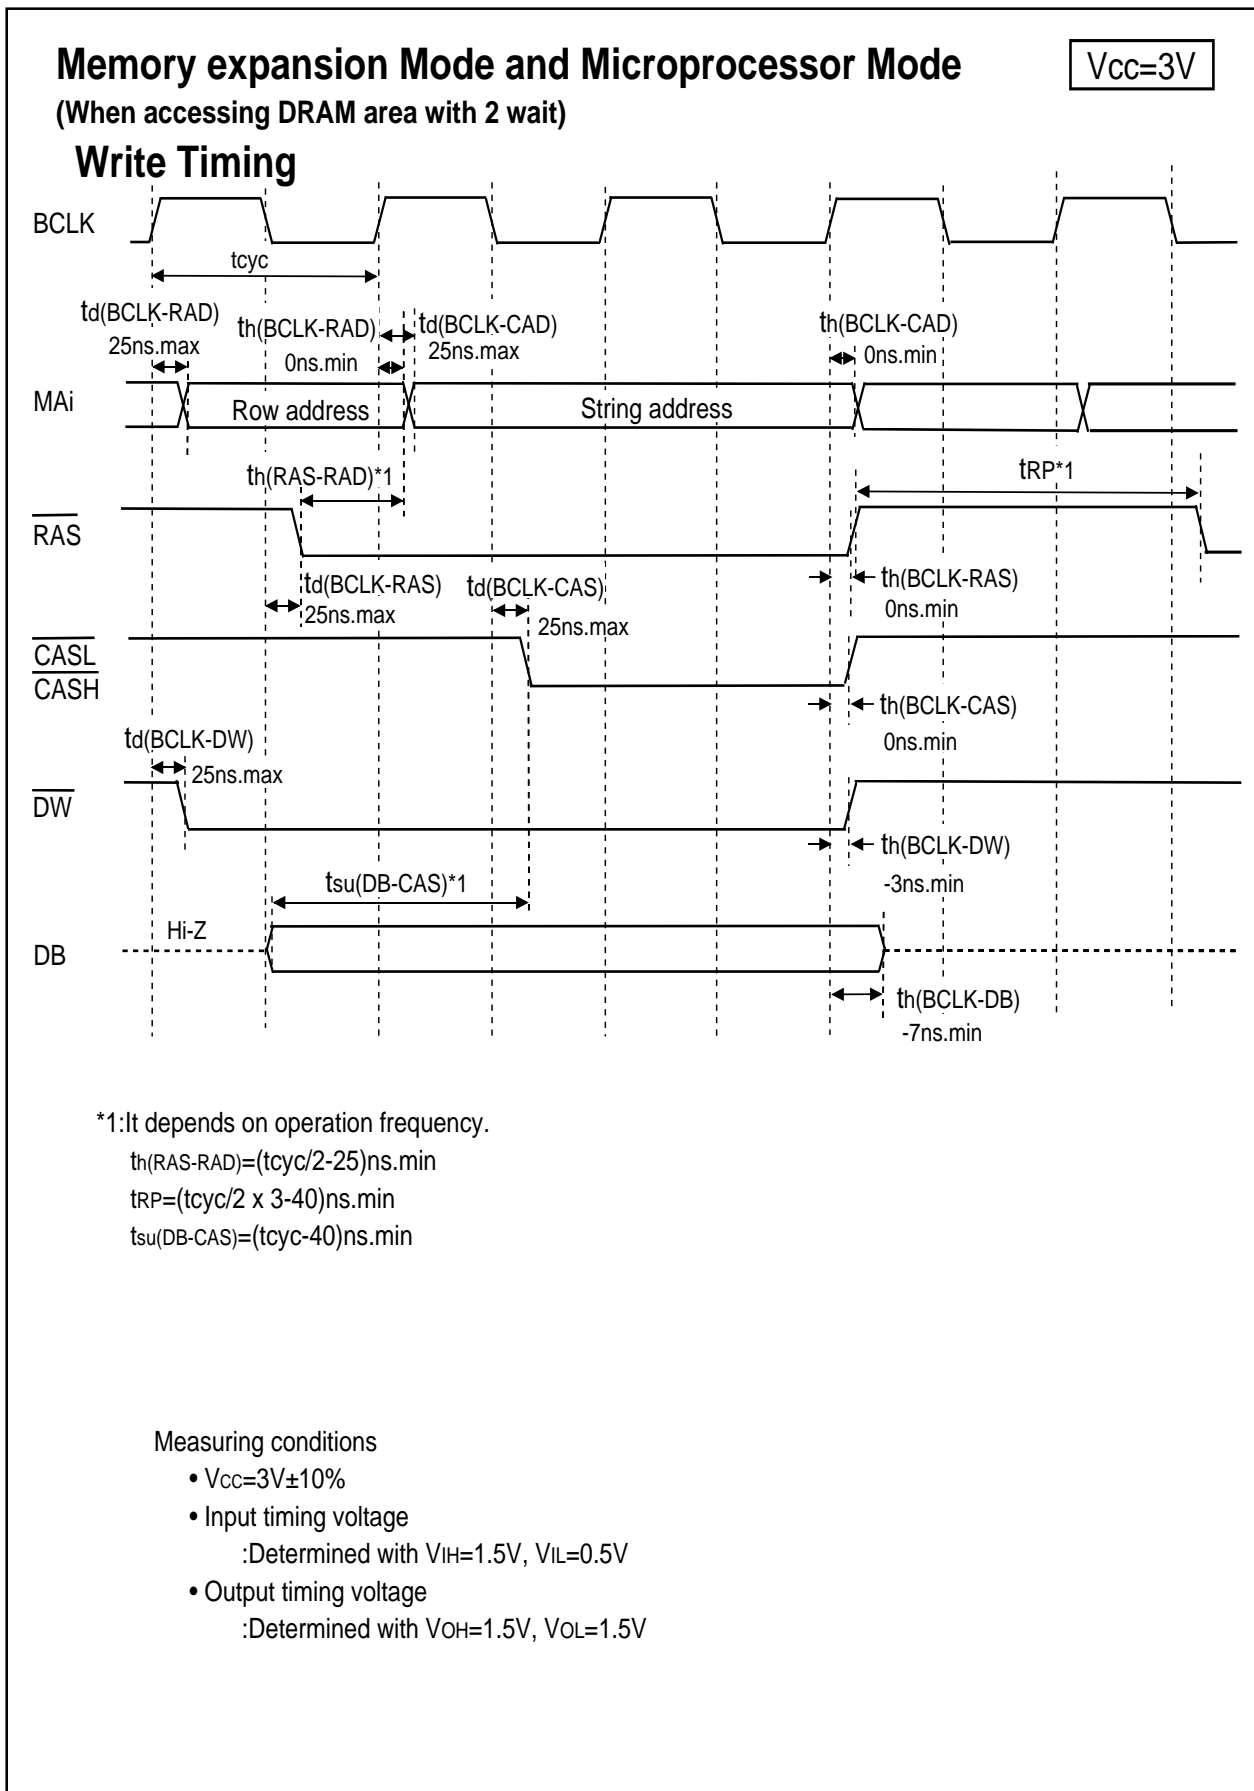 Memory expansion Mode and Microprocessor Mode
Vcc=3V
(When accessing DRAM area with 2 wait)
Write Timing
BCLK
tcyc
td(BCLK-RAD)
25ns.max
th(BCLK-RAD)
0ns.min
td(BCLK-CAD)
25ns.max
th(BCLK-CAD)
0ns.min
MAi
Row address
String address
th(RAS-RAD)*1
tRP*1
RAS
td(BCLK-RAS)
25ns.max
td(BCLK-CAS)
25ns.max
th(BCLK-RAS)
0ns.min
CASL
CASH
th(BCLK-CAS)
0ns.min
td(BCLK-DW)
25ns.max
DW
th(BCLK-DW)
-3ns.min
tsu(DB-CAS)*1
Hi-Z
DB
th(BCLK-DB)
-7ns.min
*1:It depends on operation frequency.
th(RAS-RAD)=(tcyc/2-25)ns.min
tRP=(tcyc/2 x 3-40)ns.min
tsu(DB-CAS)=(tcyc-40)ns.min
Measuring conditions
• VCC=3V±10%
• Input timing voltage
:Determined with VIH=1.5V, VIL=0.5V
• Output timing voltage
:Determined with VOH=1.5V, VOL=1.5V